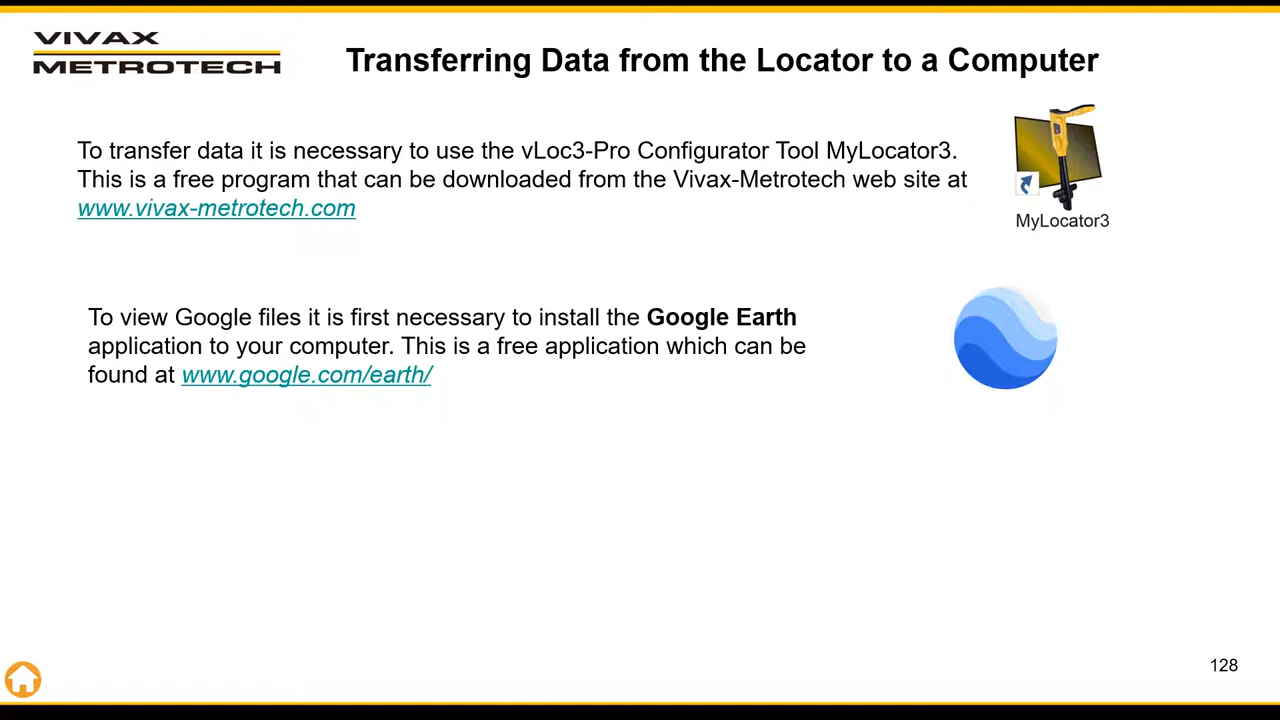 VIVAX
METROTECH
Transferring Data from the Locator to a Computer
To transfer data it is necessary to use the vLoc3-Pro Configurator Tool MyLocator3.
This is a free program that can be downloaded from the Vivax-Metrotech web site at
www.vivax-metrotech.com
MyLocator3
To view Google files it is first necessary to install the Google Earth
application to your computer. This is a free application which can be
found at www.google.com/earth/
128